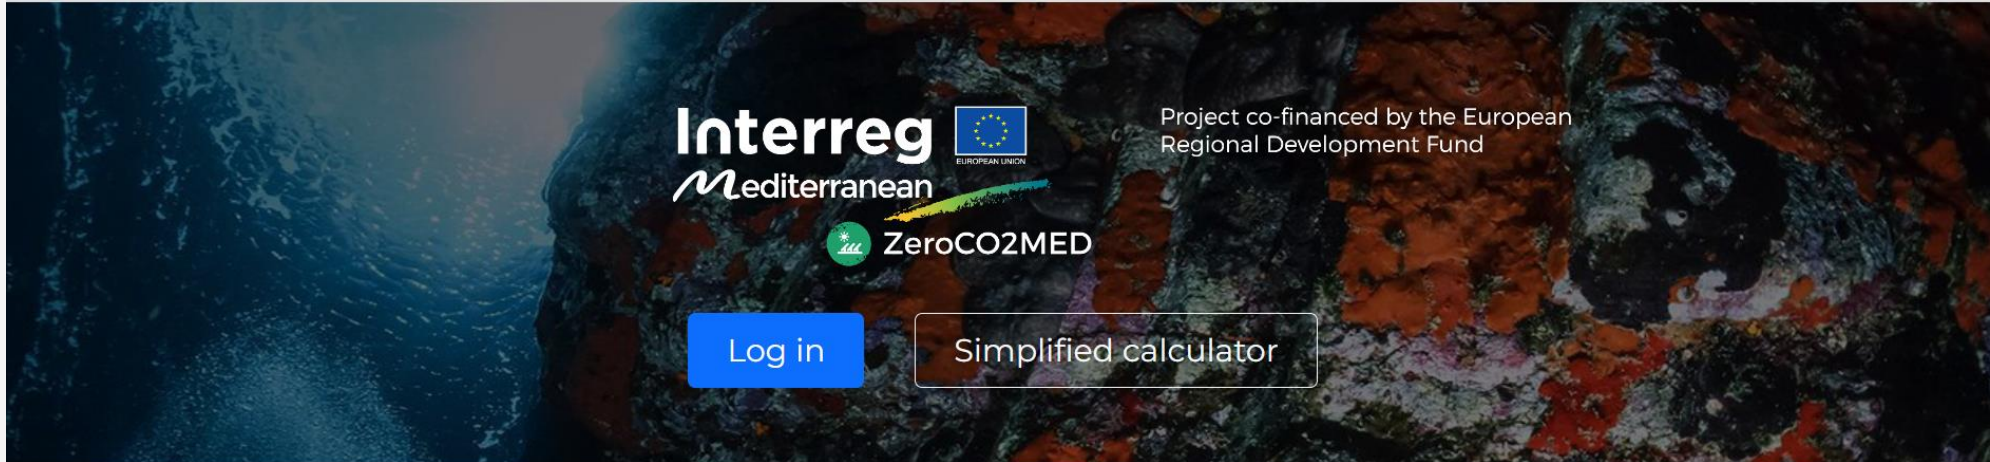 Interreg
EUROPEAN UNION
Mediterranean
ZeroCO2MED
Project co-financed by the European
Regional Development Fund
Log in
Simplified calculator